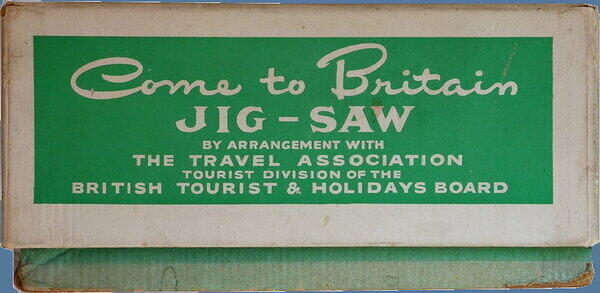 Come to Britain
JIG-SAW
BY ARRANGEMENT WITH
THE TRAVEL ASSOCIATION
TOURIST DIVISION OF THE
BRITISH TOURIST & HOLIDAYS BOARD